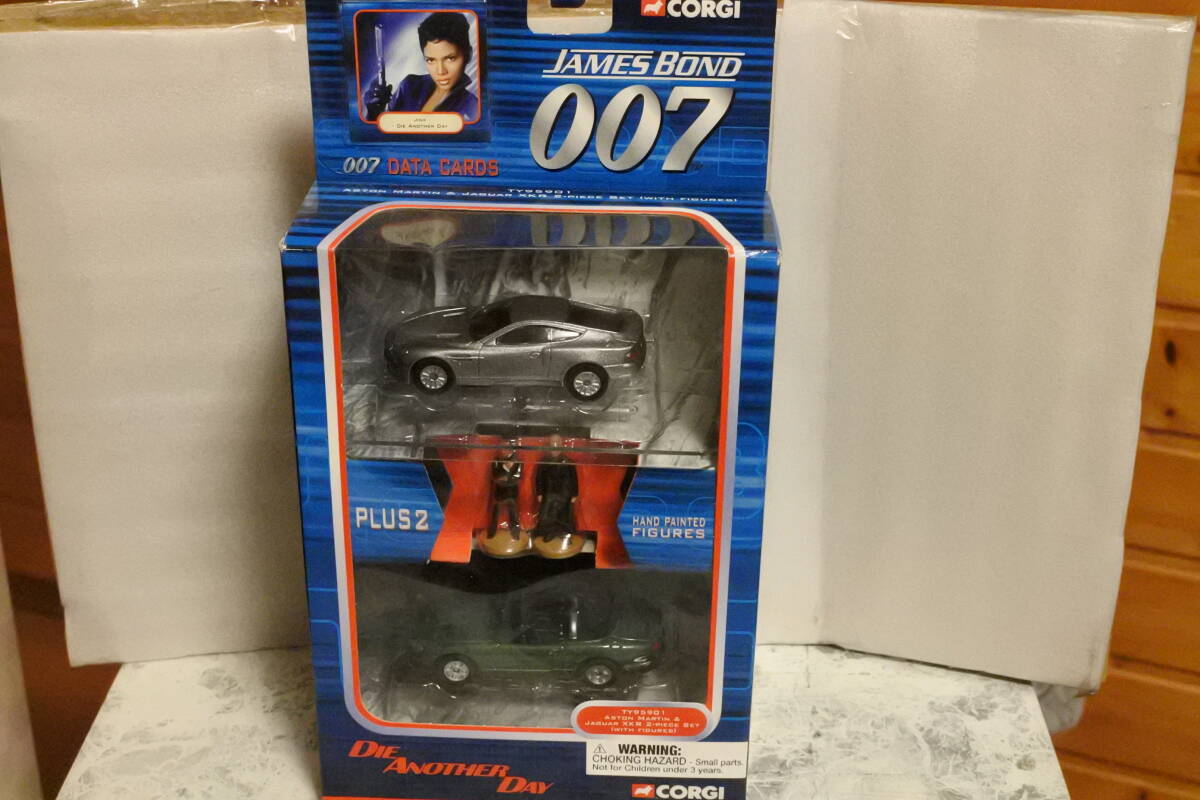 CORGI
JAMES BOND
007
JINX
DIE ANOTHER DAY
007 DATA CARDS
TY95901
ASTON MARTIN & JAGUAR XKR 2-PIECE SET (WITH FIGURES)
PLUS 2
HAND PAINTED
FIGURES
TY95901
ASTON MARTIN &
JAGUAR XKR 2-PIECE SET
(WITH FIGURES)
DIE
ANOTHER
DAY
WARNING:
CHOKING HAZARD - Small parts.
Not for Children under 3 years.
CORGI